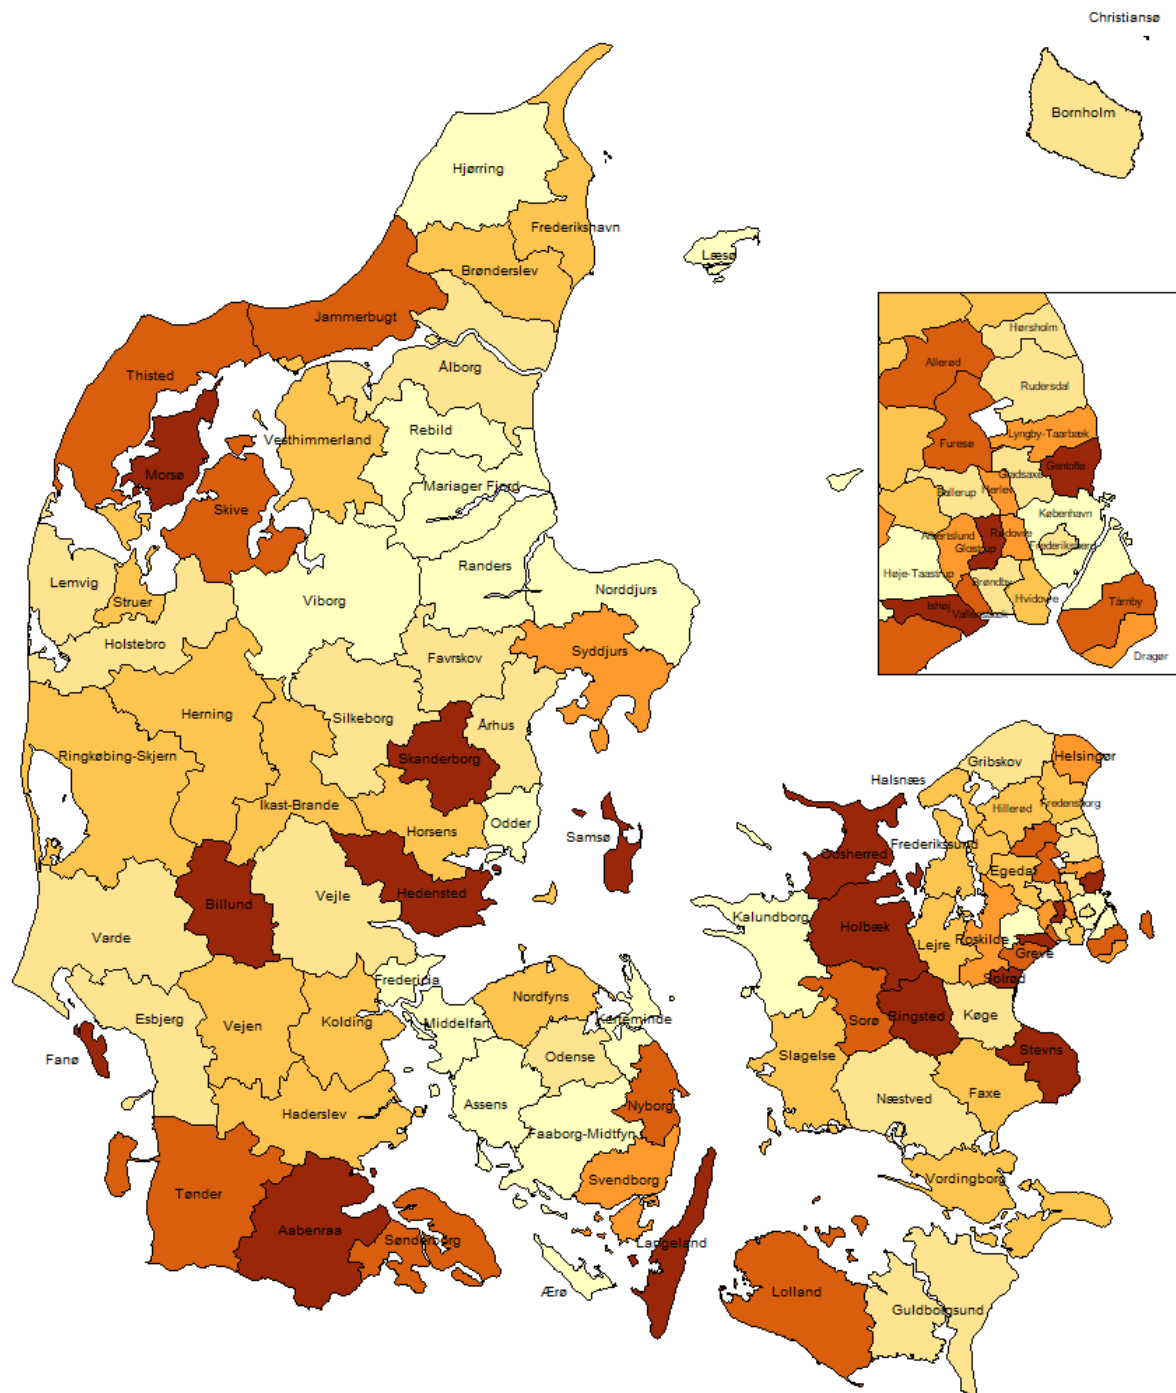 Christiansø
Bornholm
Hjørring
Frederikshavn
Læsø
Brønderslev
Jammerbugt
Hørsholm
Allerød
Ålborg
Thisted
Rudersdal
Rebild
Lyngby-Taarbæk
Vesthimmerland
Furesø
Gentofte
Morsø
Gladsaxe
Mariager Fjord
Ballerup
Herlev
Skive
København
Albertslund
Rødovre
Frederiksberg
Glostrup
Randers
Høje-Taastrup
Lemvig
Brøndby
Norddjurs
Viborg
Struer
Hvidovre
Ishøj
Tårnby
Vallensbæk
Holstebro
Favrskov
Syddjurs
Dragør
Herning
Silkeborg
Århus
Ringkøbing-Skjern
Skanderborg
Helsingør
Gribskov
Halsnæs
Ikast-Brande
Fredensborg
Hillerød
Horsens
Odder
Samsø
Frederikssund
Odsherred
Egedal
Hedensted
Vejle
Billund
Kalundborg
Holbæk
Varde
Roskilde
Lejre
Greve
Solrød
Fredericia
Nordfyns
Esbjerg
Vejen
Kolding
Middelfart
Kerteminde
Sorø
Ringsted
Køge
Stevns
Odense
Slagelse
Fanø
Haderslev
Assens
Nyborg
Næstved
Faxe
Faaborg-Midtfyn
Svendborg
Vordingborg
Tønder
Aabenraa
Sønderborg
Langeland
Ærø
Lolland
Guldborgsund